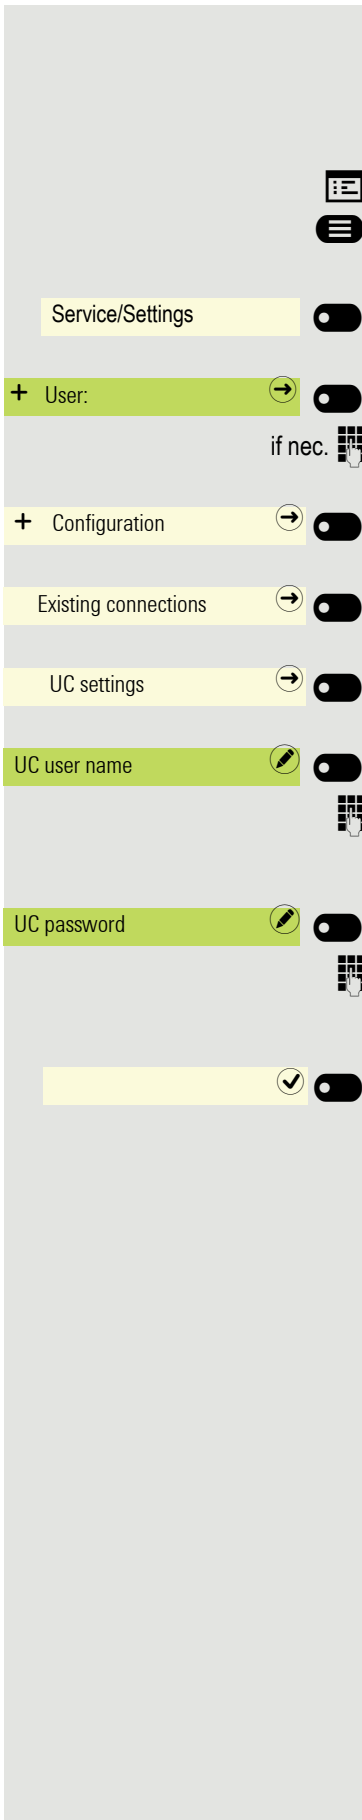 Service/Settings
+ User:
if nec.
+ Configuration
Existing connections
UC settings
UC user name
UC password